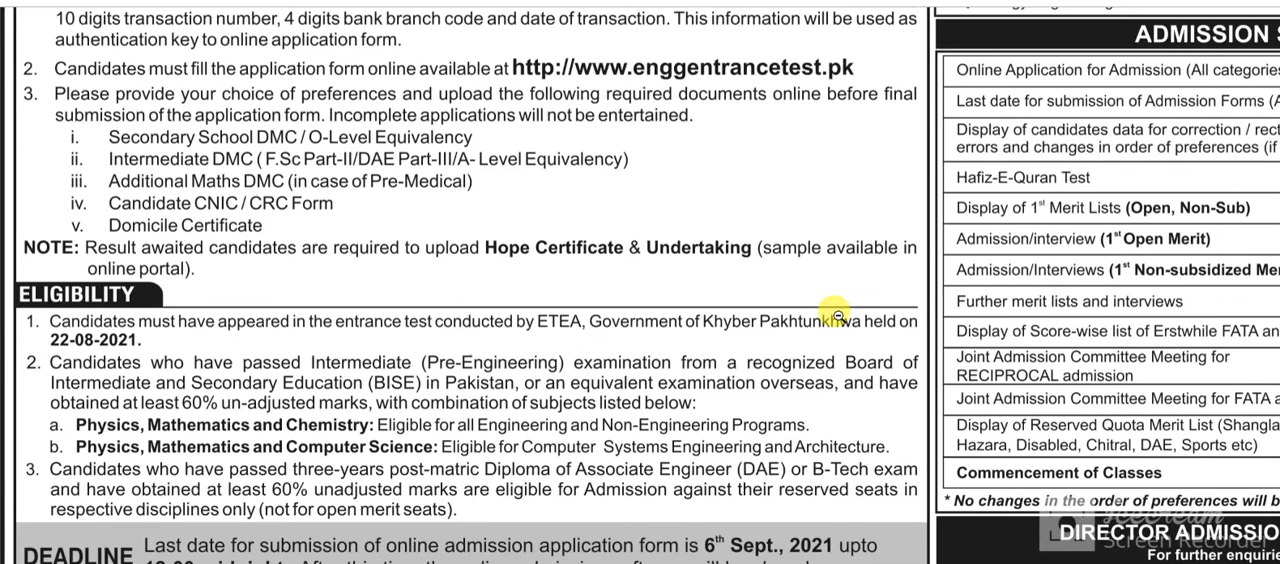 10 digits transaction number, 4 digits bank branch code and date of transaction. This information will be used as
authentication key to online application form.
2. Candidates must fill the application form online available at http://www.enggentrancetest.pk
3. Please provide your choice of preferences and upload the following required documents online before final
submission of the application form. Incomplete applications will not be entertained.
i. Secondary School DMC / O-Level Equivalency
ii. Intermediate DMC ( F.Sc Part-II/DAE Part-III/A- Level Equivalency)
iii. Additional Maths DMC (in case of Pre-Medical)
iv. Candidate CNIC / CRC Form
v. Domicile Certificate
NOTE: Result awaited candidates are required to upload Hope Certificate & Undertaking (sample available in
online portal).
ELIGIBILITY
1. Candidates must have appeared in the entrance test conducted by ETEA, Government of Khyber Pakhtunkhwa held on
22-08-2021.
2. Candidates who have passed Intermediate (Pre-Engineering) examination from a recognized Board of
Intermediate and Secondary Education (BISE) in Pakistan, or an equivalent examination overseas, and have
obtained at least 60% un-adjusted marks, with combination of subjects listed below:
a. Physics, Mathematics and Chemistry: Eligible for all Engineering and Non-Engineering Programs.
b. Physics, Mathematics and Computer Science: Eligible for Computer Systems Engineering and Architecture.
3. Candidates who have passed three-years post-matric Diploma of Associate Engineer (DAE) or B-Tech exam
and have obtained at least 60% unadjusted marks are eligible for Admission against their reserved seats in
respective disciplines only (not for open merit seats).
DEADLINE Last date for submission of online admission application form is 6th Sept., 2021 upto
ADMISSION S
Online Application for Admission (All categories
Last date for submission of Admission Forms (A
Display of candidates data for correction / rect
errors and changes in order of preferences (if
Hafiz-E-Quran Test
Display of 1st Merit Lists (Open, Non-Sub)
Admission/interview (1st Open Merit)
Admission/Interviews (1st Non-subsidized Mer
Further merit lists and interviews
Display of Score-wise list of Erstwhile FATA an
Joint Admission Committee Meeting for
RECIPROCAL admission
Joint Admission Committee Meeting for FATA a
Display of Reserved Quota Merit List (Shangla
Hazara, Disabled, Chitral, DAE, Sports etc)
Commencement of Classes
* No changes in the order of preferences will b
Icecream
Screen Recorder
DIRECTOR ADMISSIO
For further enquirie